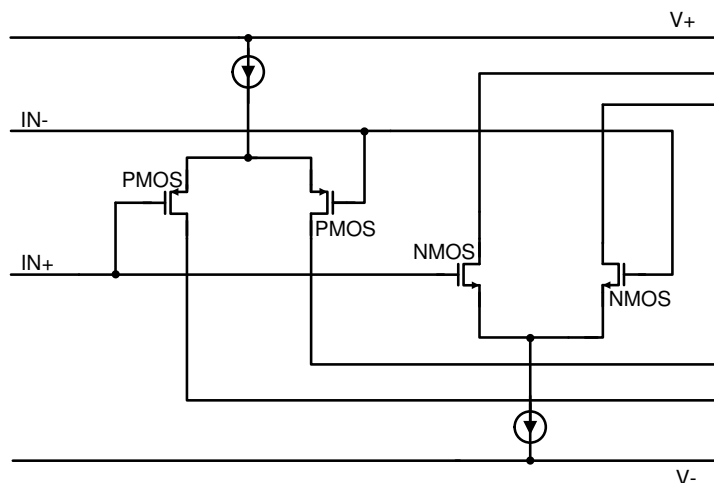 V+
IN-
PMOS
PMOS
NMOS
IN+
NMOS
V-